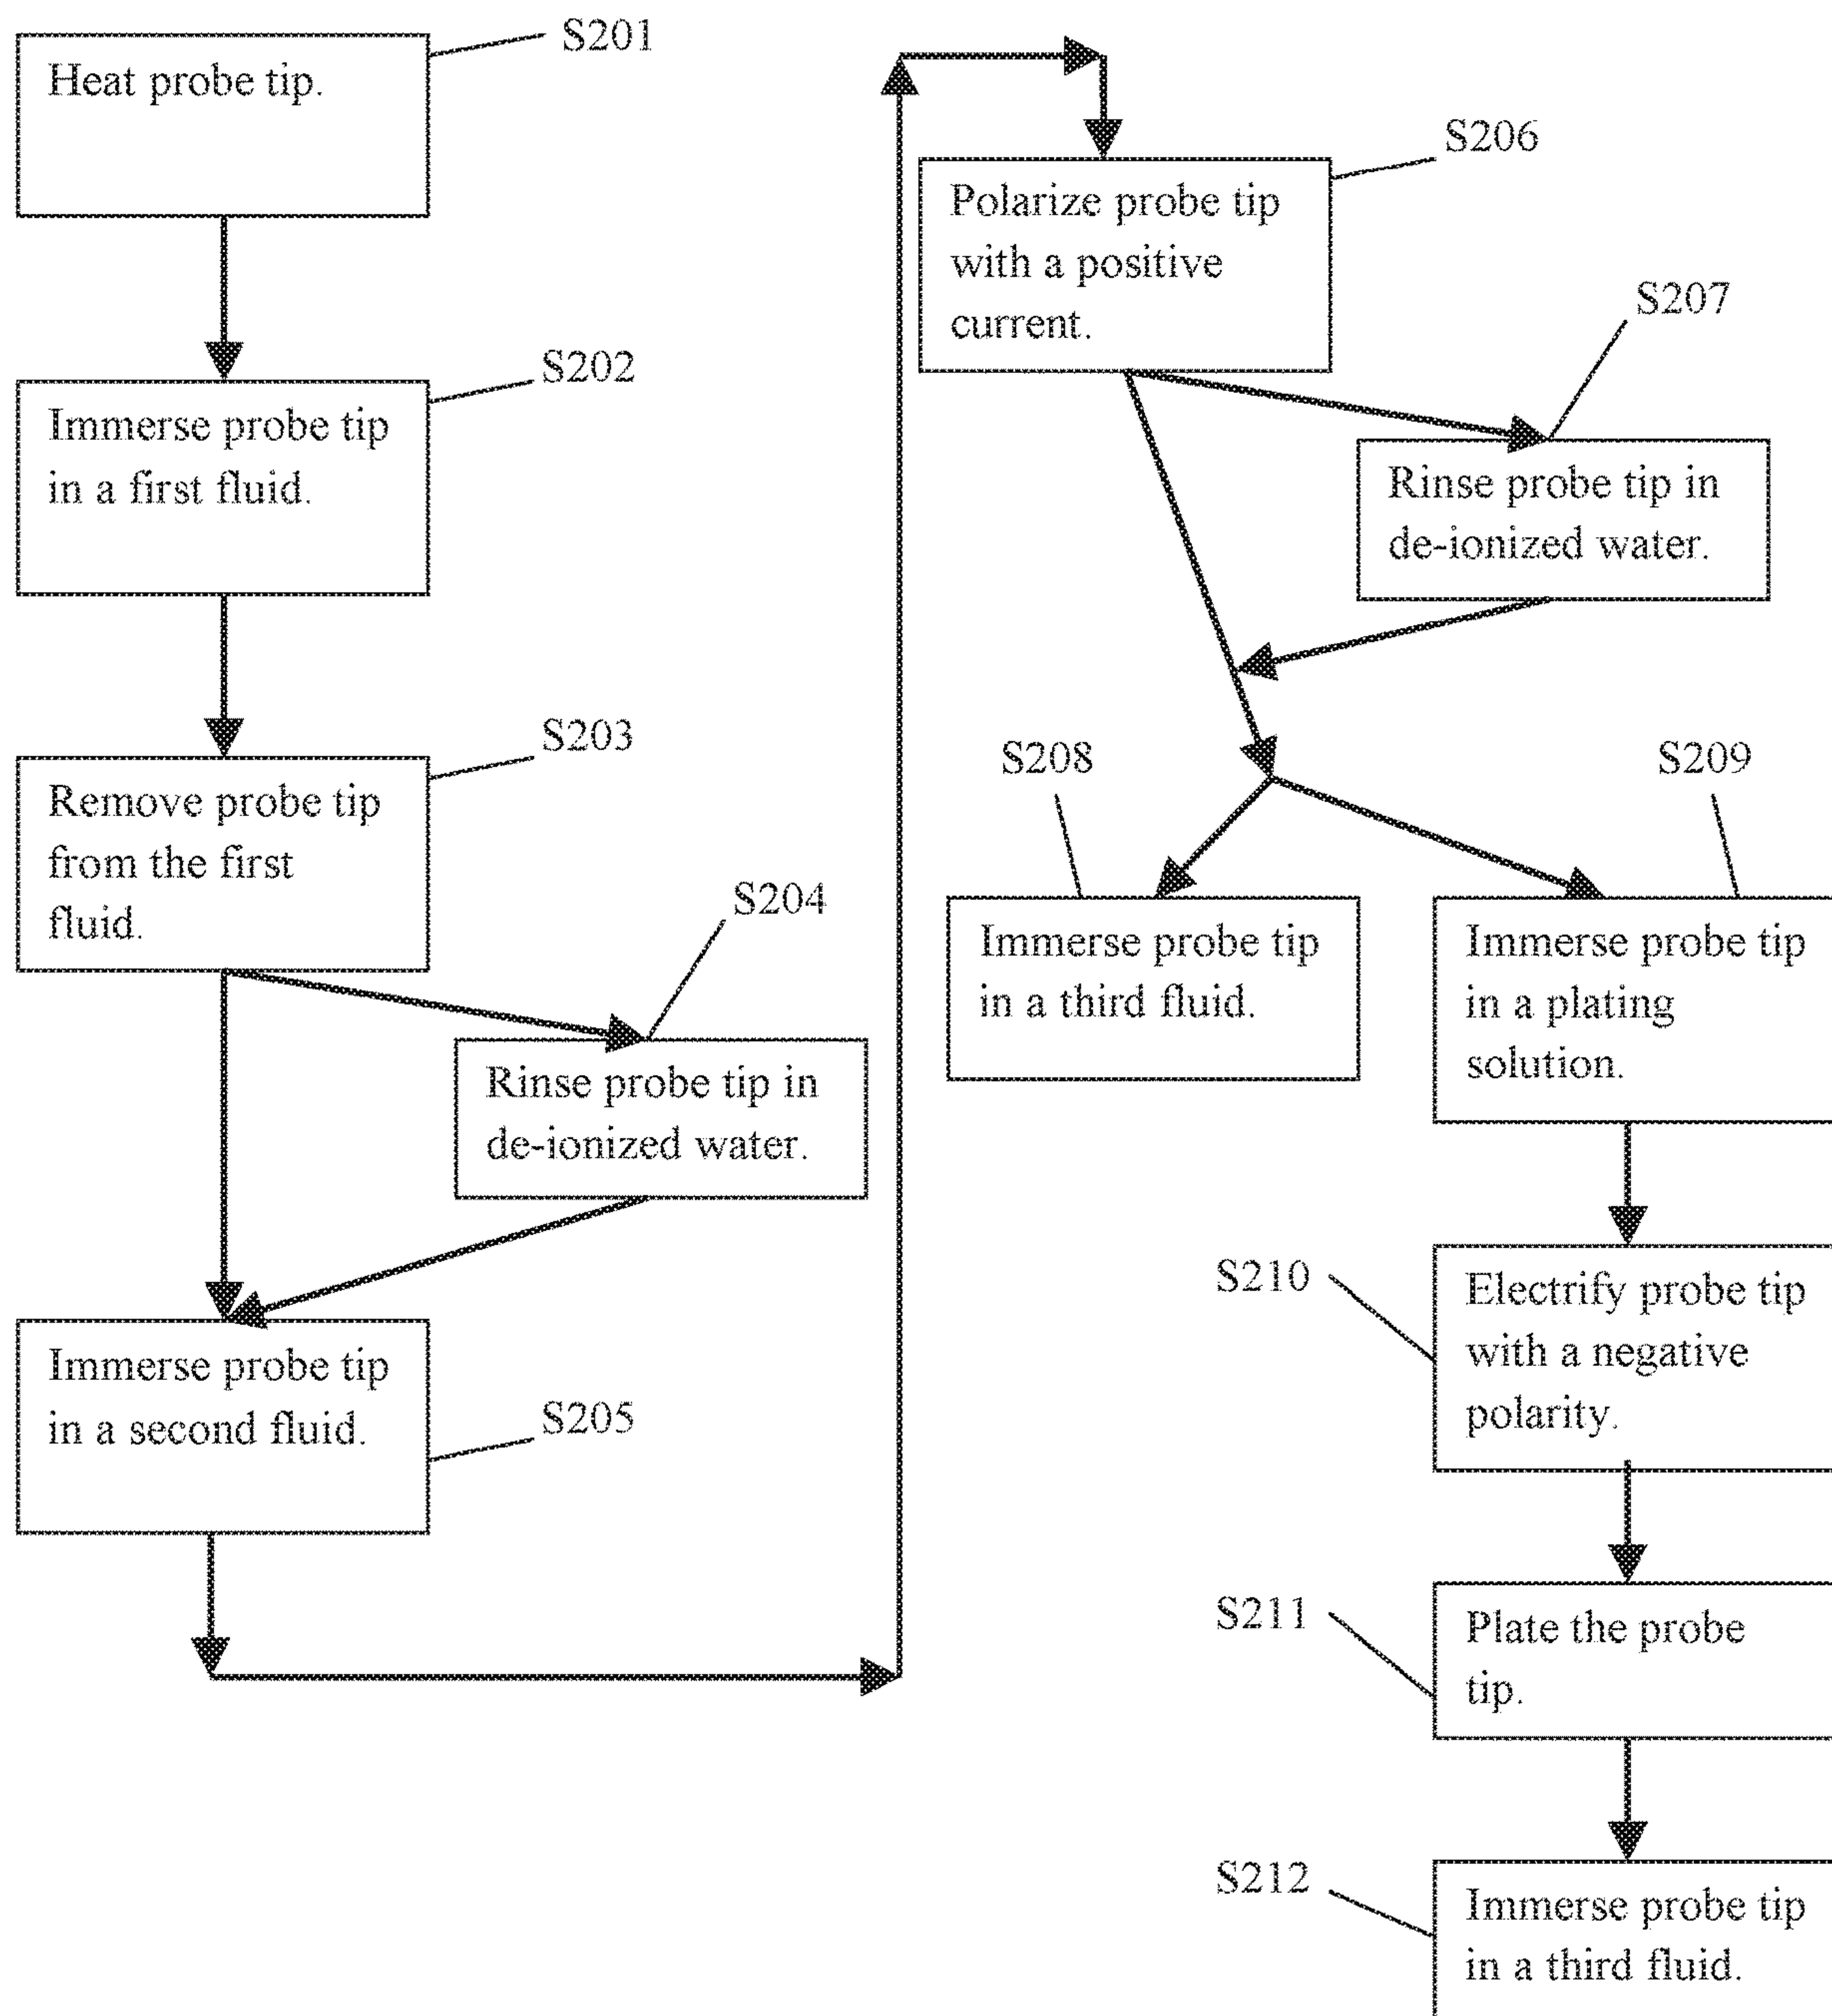 S201
Heat probe tip.
S202
Immerse probe tip
in a first fluid.
S203
Remove probe tip
from the first
fluid.
S204
Rinse probe tip in
de-ionized water.
Immerse probe tip
in a second fluid.
S205
S206
Polarize probe tip
with a positive
current.
S207
Rinse probe tip in
de-ionized water.
S208
Immerse probe tip
in a third fluid.
S209
Immerse probe tip
in a plating
solution.
S210
Electrify probe tip
with a negative
polarity.
S211
Plate the probe
tip.
S212
Immerse probe tip
in a third fluid.